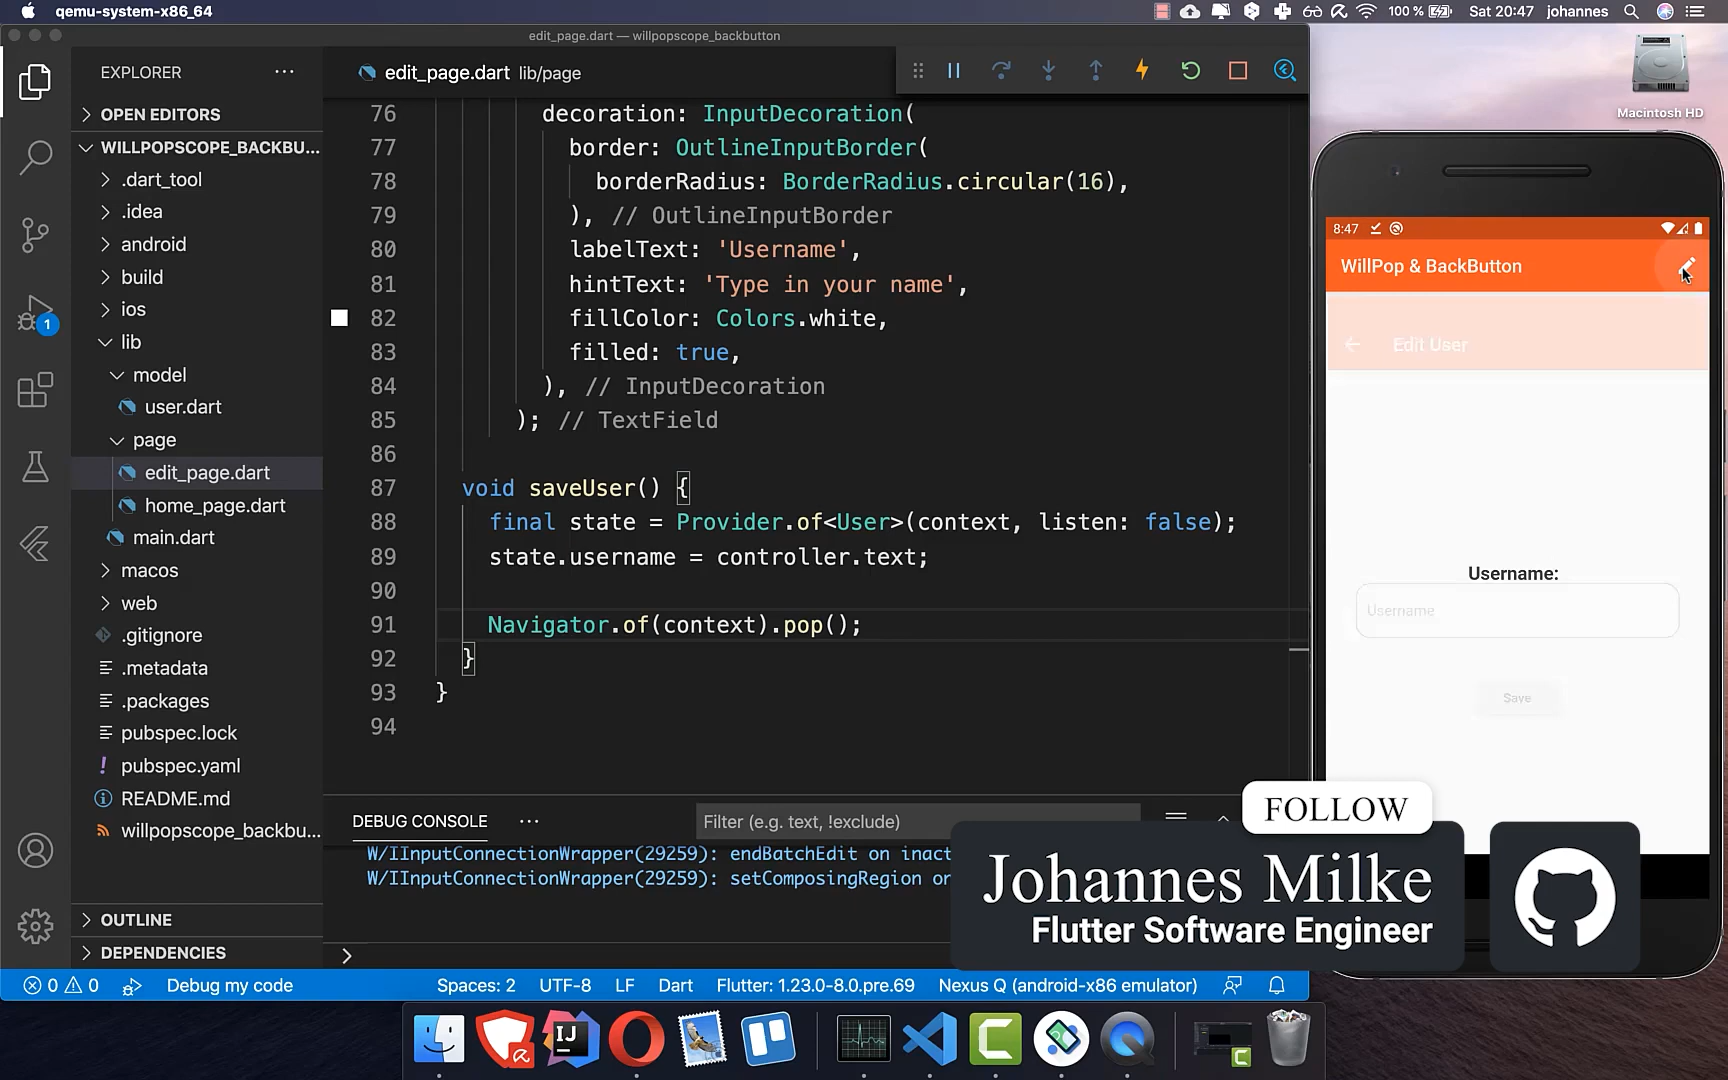 qemu-system-x86_64
100 %
Sat 20:47
johannes
edit_page.dart — willpopscope_backbutton
EXPLORER
OPEN EDITORS
WILLPOPSCOPE_BACKBU...
.dart_tool
.idea
android
build
ios
lib
model
user.dart
page
edit_page.dart
home_page.dart
main.dart
macos
web
.gitignore
.metadata
.packages
pubspec.lock
pubspec.yaml
README.md
willpopscope_backbu...
OUTLINE
DEPENDENCIES
1
edit_page.dart lib/page
76 decoration: InputDecoration(
77 border: OutlineInputBorder(
78 borderRadius: BorderRadius.circular(16),
79 ), // OutlineInputBorder
80 labelText: 'Username',
81 hintText: 'Type in your name',
82 fillColor: Colors.white,
83 filled: true,
84 ), // InputDecoration
85 ); // TextField
86
87 void saveUser() {
88 final state = Provider.of<User>(context, listen: false);
89 state.username = controller.text;
90
91 Navigator.of(context).pop();
92 }
93 }
94
DEBUG CONSOLE
Filter (e.g. text, !exclude)
W/IInputConnectionWrapper(29259): endBatchEdit on inact
W/IInputConnectionWrapper(29259): setComposingRegion or
0 0
Debug my code
Spaces: 2
UTF-8
LF
Dart
Flutter: 1.23.0-8.0.pre.69
Nexus Q (android-x86 emulator)
Macintosh HD
8:47
WillPop & BackButton
Edit User
Username:
Username
Save
FOLLOW
Johannes Milke
Flutter Software Engineer
IJ